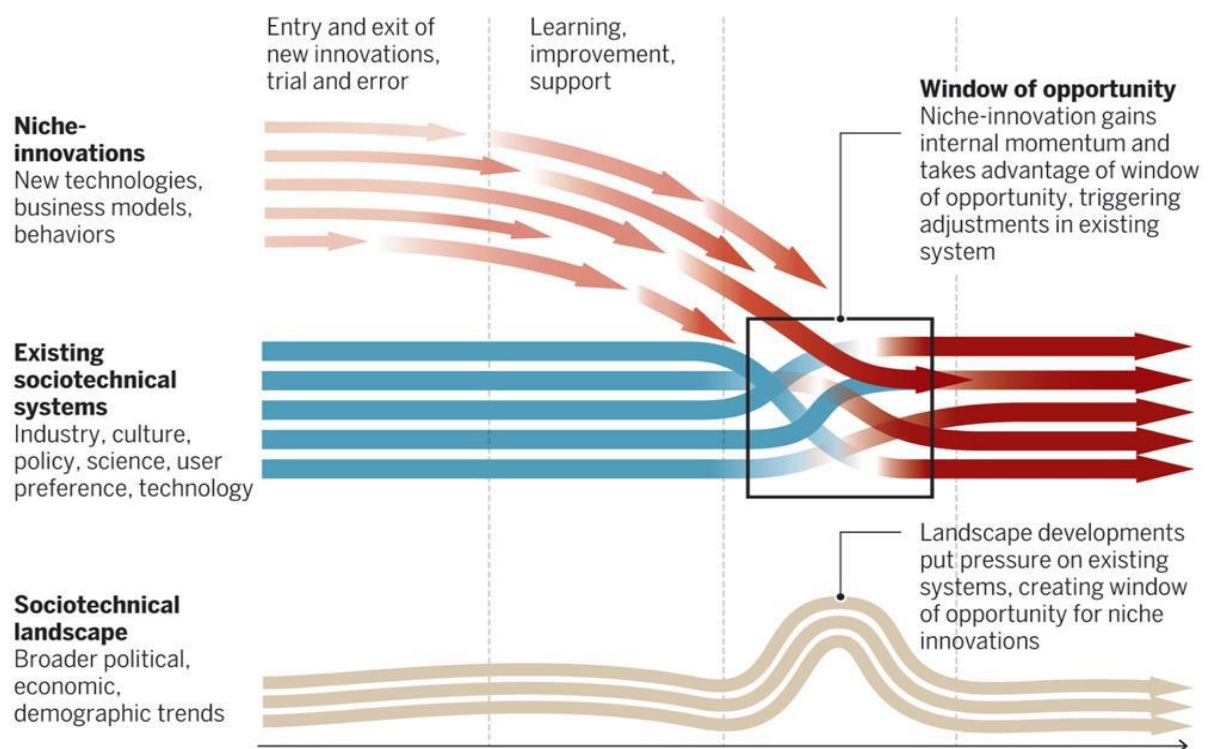 Entry and exit of
new innovations,
trial and error
Learning,
improvement,
support
Window of opportunity
Niche-innovation gains
internal momentum and
takes advantage of window
of opportunity, triggering
adjustments in existing
system
Niche-
innovations
New technologies,
business models,
behaviors
Existing
sociotechnical
systems
Industry, culture,
policy, science, user
preference, technology
Landscape developments
put pressure on existing
systems, creating window
of opportunity for niche
innovations
Sociotechnical
landscape
Broader political,
economic,
demographic trends